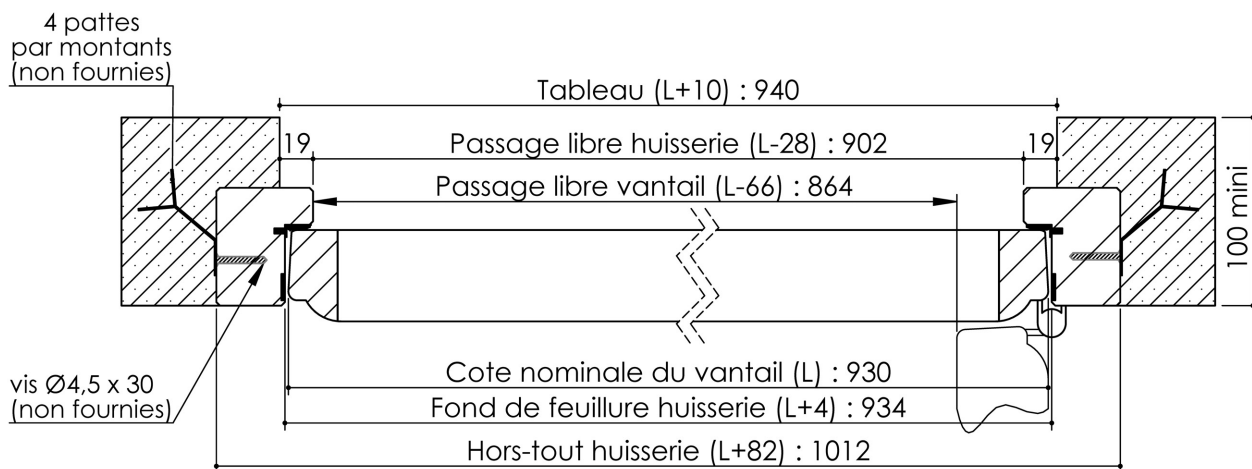 4 pattes
par montants
(non fournies)
Tableau (L+10) : 940
19
Passage libre huisserie (L-28) : 902
19
Passage libre vantail (L-66) : 864
100 mini
vis Ø4,5 x 30
(non fournies)
Cote nominale du vantail (L) : 930
Fond de feuillure huisserie (L+4) : 934
Hors-tout huisserie (L+82) : 1012